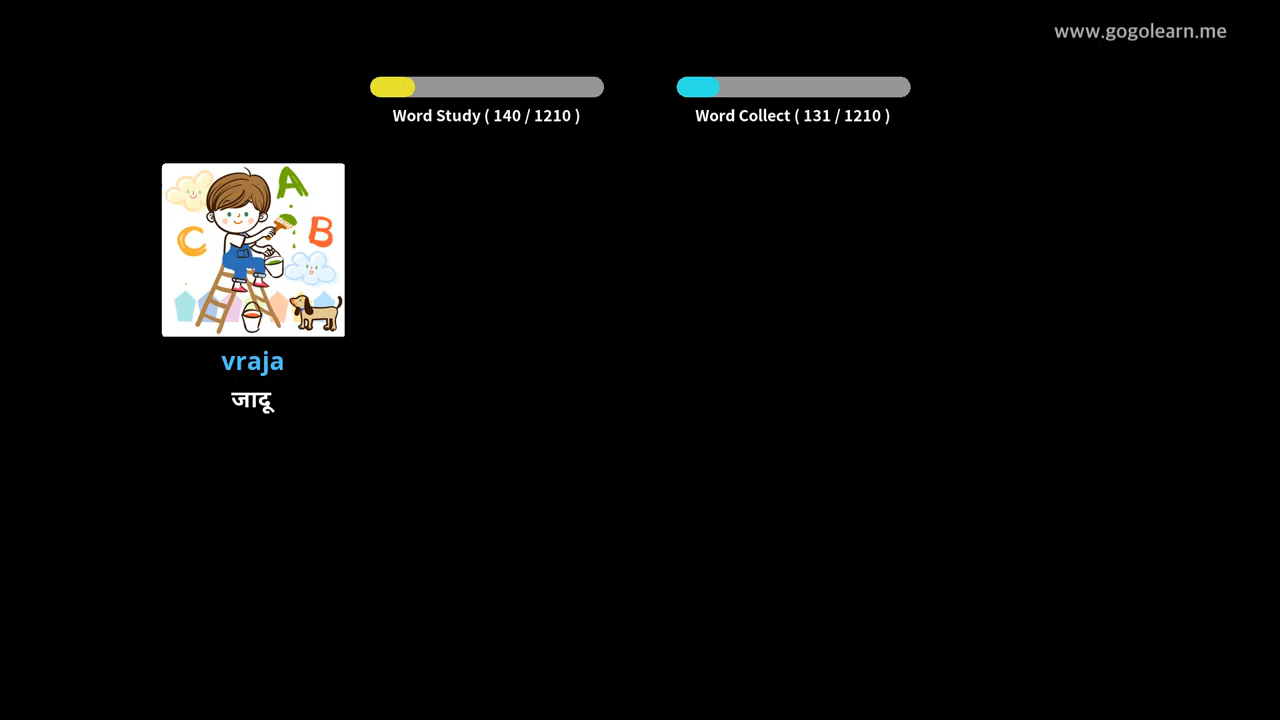 www.gogolearn.me
Word Study ( 140 / 1210 )
Word Collect ( 131 / 1210 )
A
B
C
vraja
जादू